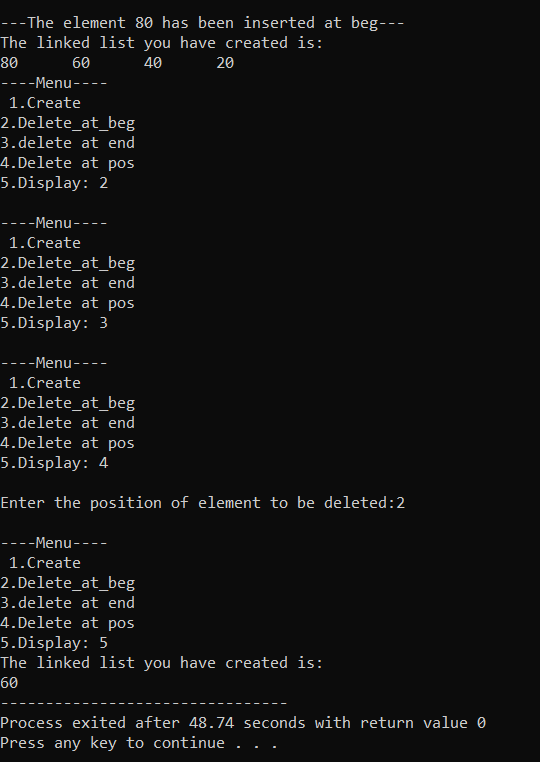 ---The element 80 has been inserted at beg---
The linked list you have created is:
80      60      40      20
----Menu----
 1.Create
2.Delete_at_beg
3.delete at end
4.Delete at pos
5.Display: 2

----Menu----
 1.Create
2.Delete_at_beg
3.delete at end
4.Delete at pos
5.Display: 3

----Menu----
 1.Create
2.Delete_at_beg
3.delete at end
4.Delete at pos
5.Display: 4

Enter the position of element to be deleted:2

----Menu----
 1.Create
2.Delete_at_beg
3.delete at end
4.Delete at pos
5.Display: 5
The linked list you have created is:
60
--------------------------------
Process exited after 48.74 seconds with return value 0
Press any key to continue . . .